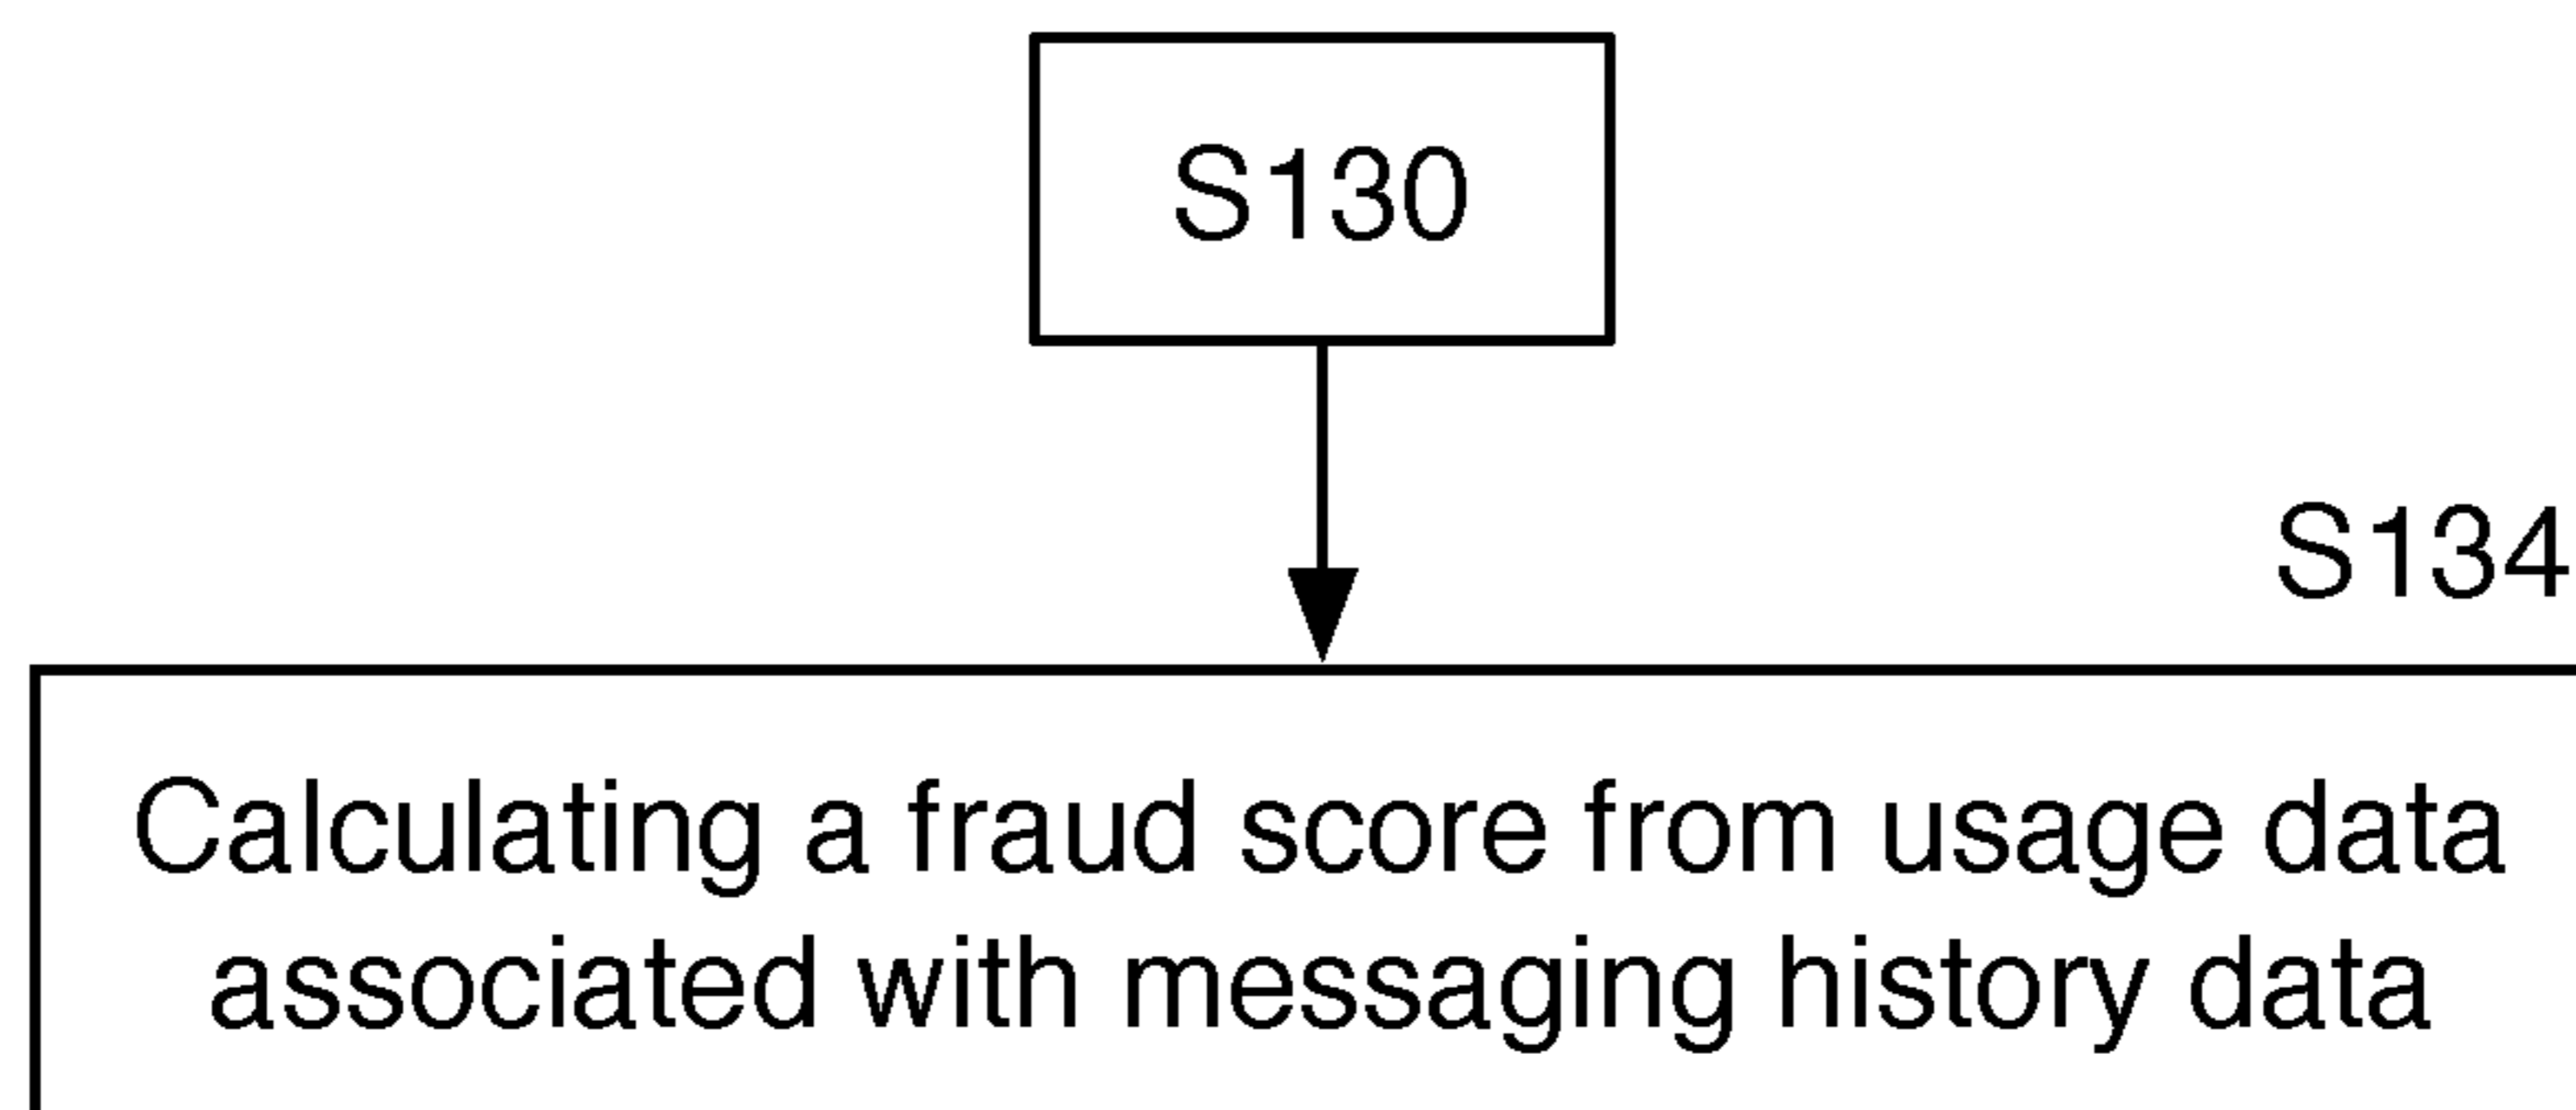 S130
S134
Calculating a fraud score from usage data
associated with messaging history data